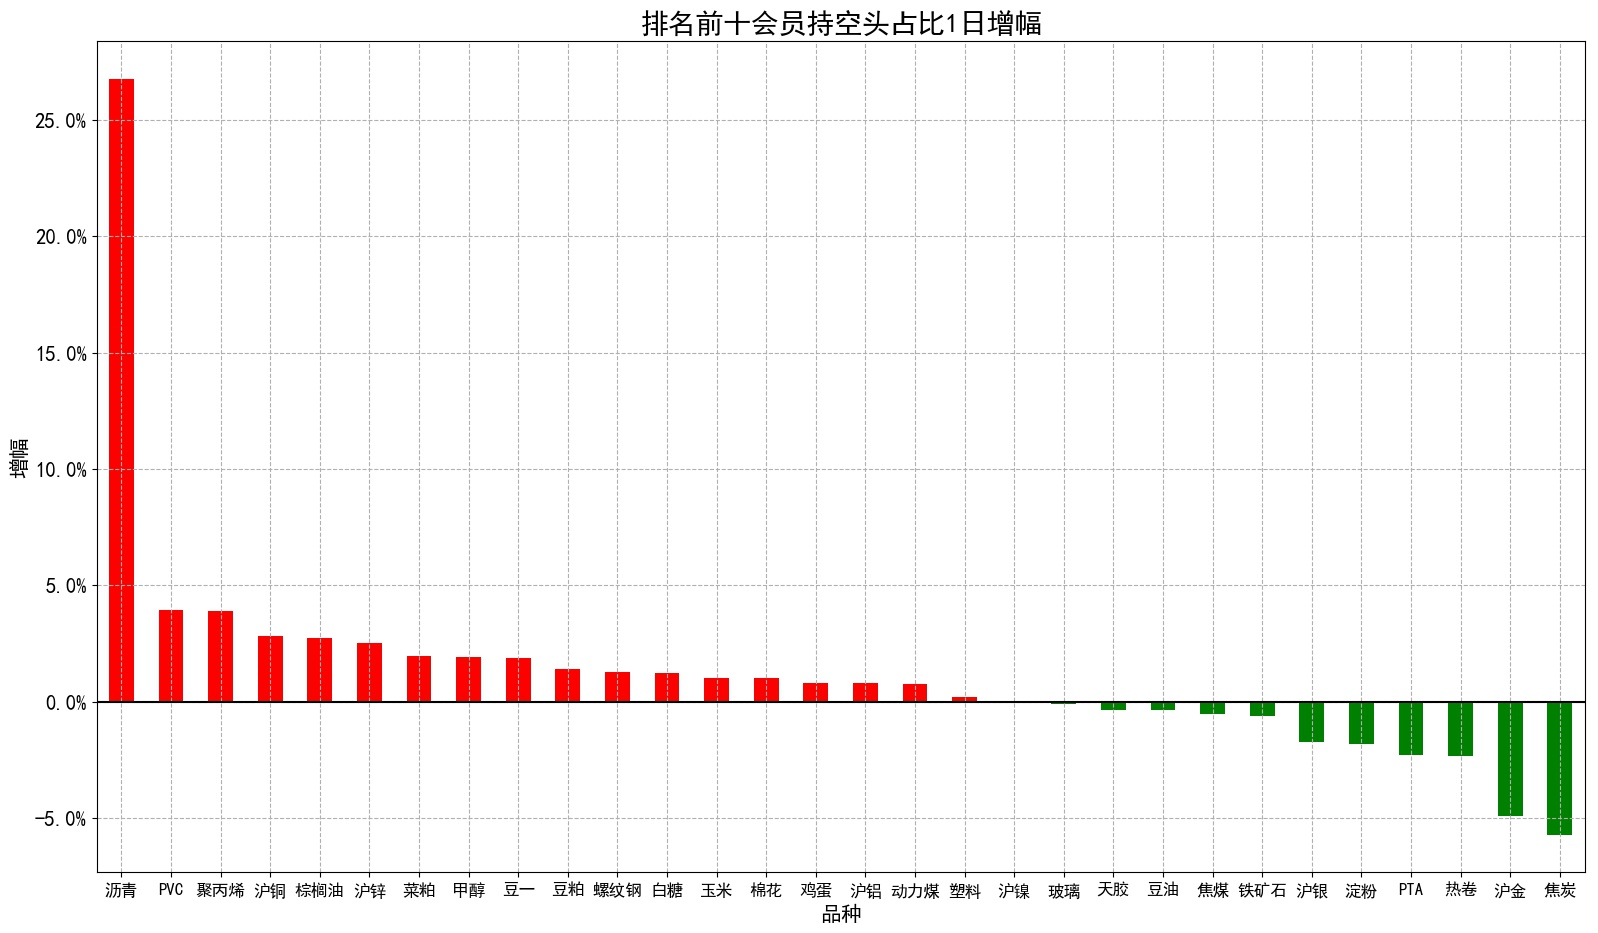 排名前十会员持空头占比1日增幅
增幅
25.0%
20.0%
15.0%
10.0%
5.0%
0.0%
−5.0%
沥青 PVC 聚丙烯 沪铜 棕榈油 沪锌 菜粕 甲醇 豆一 豆粕 螺纹钢 白糖 玉米 棉花 鸡蛋 沪铝 动力煤 塑料 沪镍 玻璃 天胶 豆油 焦煤 铁矿石 沪银 淀粉 PTA 热卷 沪金 焦炭
品种